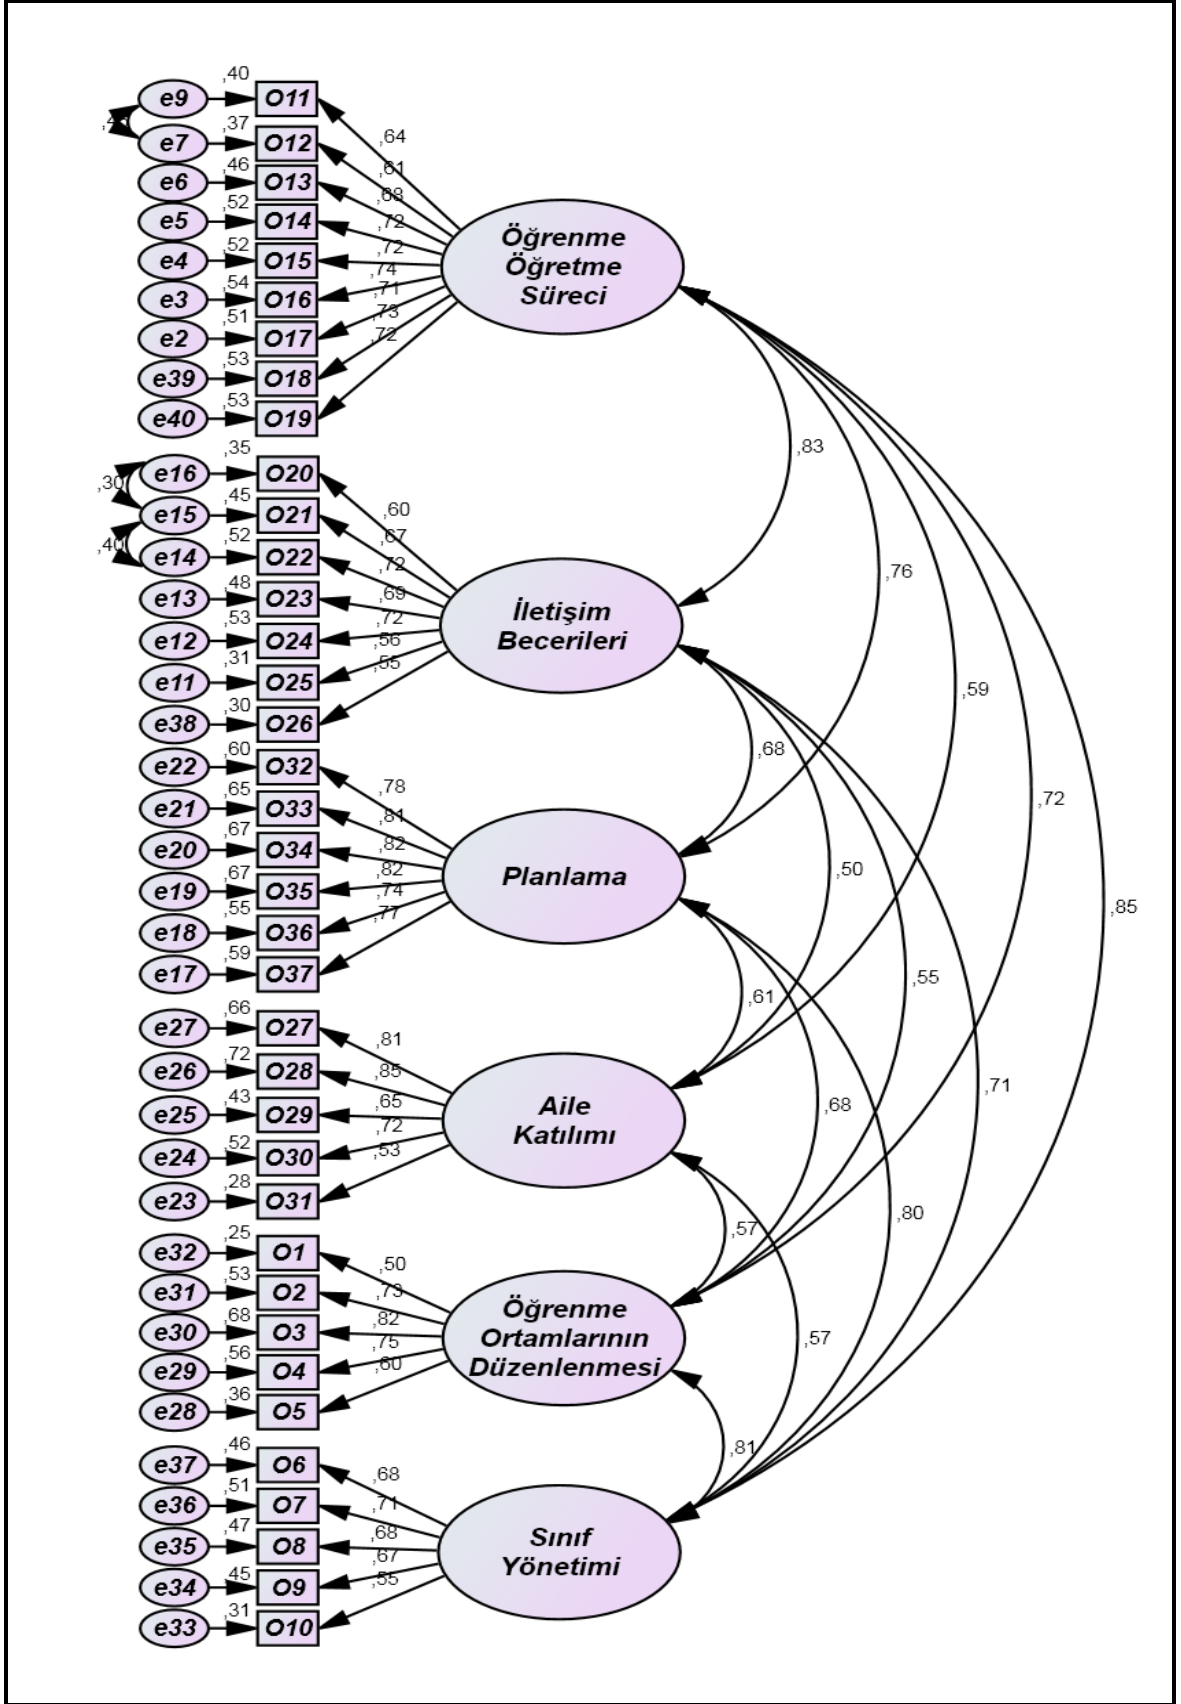 ,40
e9 O11
,37
e7 O12
,46
e6 O13
,52
e5 O14
,52
e4 O15
,54
e3 O16
,51
e2 O17
,53
e39 O18
,53
e40 O19
,64
,61
,68
,72
,72
,74
,71
,73
,72
Öğrenme
Öğretme
Süreci
,35
e16 O20
,30
,45
e15 O21
,40
,52
e14 O22
,48
e13 O23
,53
e12 O24
,31
e11 O25
,30
e38 O26
,60
,67
,72
,69
,72
,56
,55
İletişim
Becerileri
,60
e22 O32
,65
e21 O33
,67
e20 O34
,67
e19 O35
,55
e18 O36
,59
e17 O37
,78
,81
,82
,82
,74
,77
Planlama
,66
e27 O27
,72
e26 O28
,43
e25 O29
,52
e24 O30
,28
e23 O31
,81
,85
,65
,72
,53
Aile
Katılımı
,25
e32 O1
,53
e31 O2
,68
e30 O3
,56
e29 O4
,36
e28 O5
,50
,73
,82
,75
,60
Öğrenme
Ortamlarının
Düzenlenmesi
,46
e37 O6
,51
e36 O7
,47
e35 O8
,45
e34 O9
,31
e33 O10
,68
,71
,68
,67
,55
Sınıf
Yönetimi
,83
,76
,59
,72
,85
,68
,50
,55
,71
,61
,68
,80
,57
,57
,81